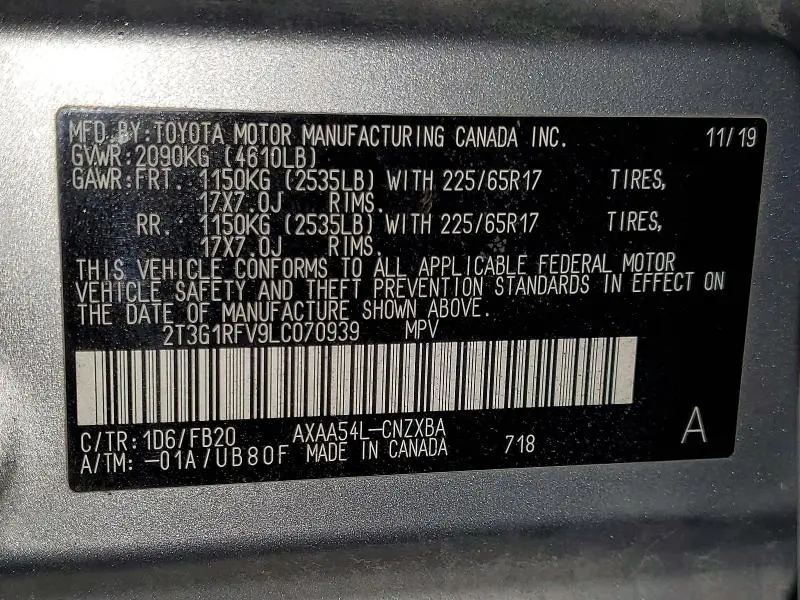 MFD. BY: TOYOTA MOTOR MANUFACTURING CANADA INC. 11/19
GVWR: 2090KG (4610LB)
GAWR: FRT. 1150KG (2535LB) WITH 225/65R17 TIRES,
17X7.0J RIMS.
RR. 1150KG (2535LB) WITH 225/65R17 TIRES,
17X7.0J RIMS.
THIS VEHICLE CONFORMS TO ALL APPLICABLE FEDERAL MOTOR
VEHICLE SAFETY AND THEFT PREVENTION STANDARDS IN EFFECT ON
THE DATE OF MANUFACTURE SHOWN ABOVE.
2T3G1RFV9LC070939 MPV
C/TR: 1D6/FB20 AXAA54L-CNZXBA A
A/TM: -01A/UB80F MADE IN CANADA 718